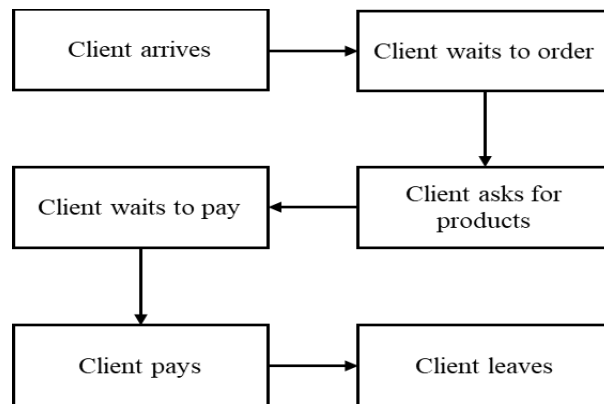 Client arrives
Client waits to order
Client asks for
products
Client waits to pay
Client pays
Client leaves